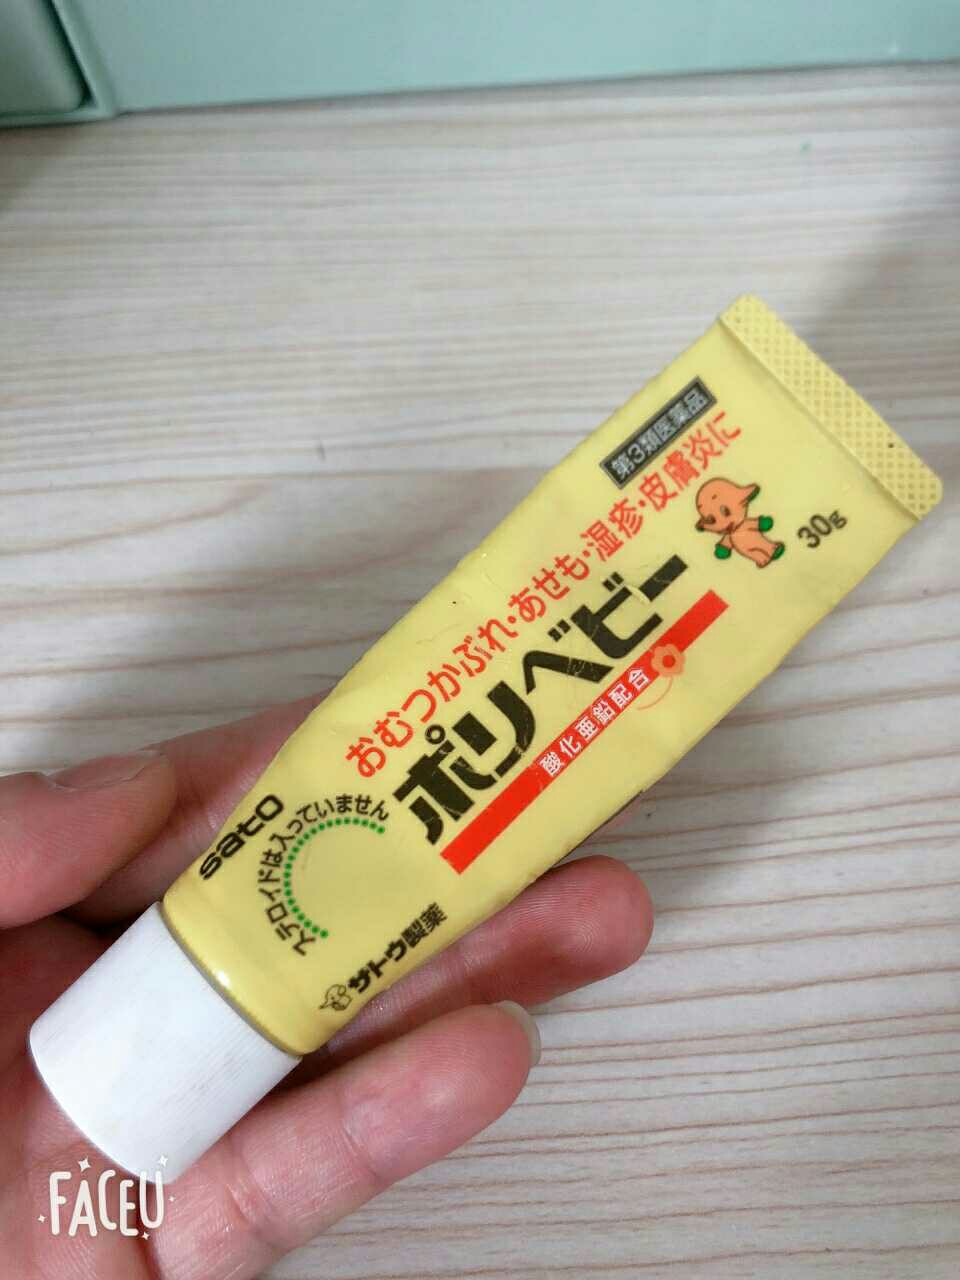 第3類医薬品
おむつかぶれ・あせも・湿疹・皮膚炎に
ポリベビー
酸化亜鉛配合
30g
sato
ステロイドは入っていません
サトウ製薬
FACEU